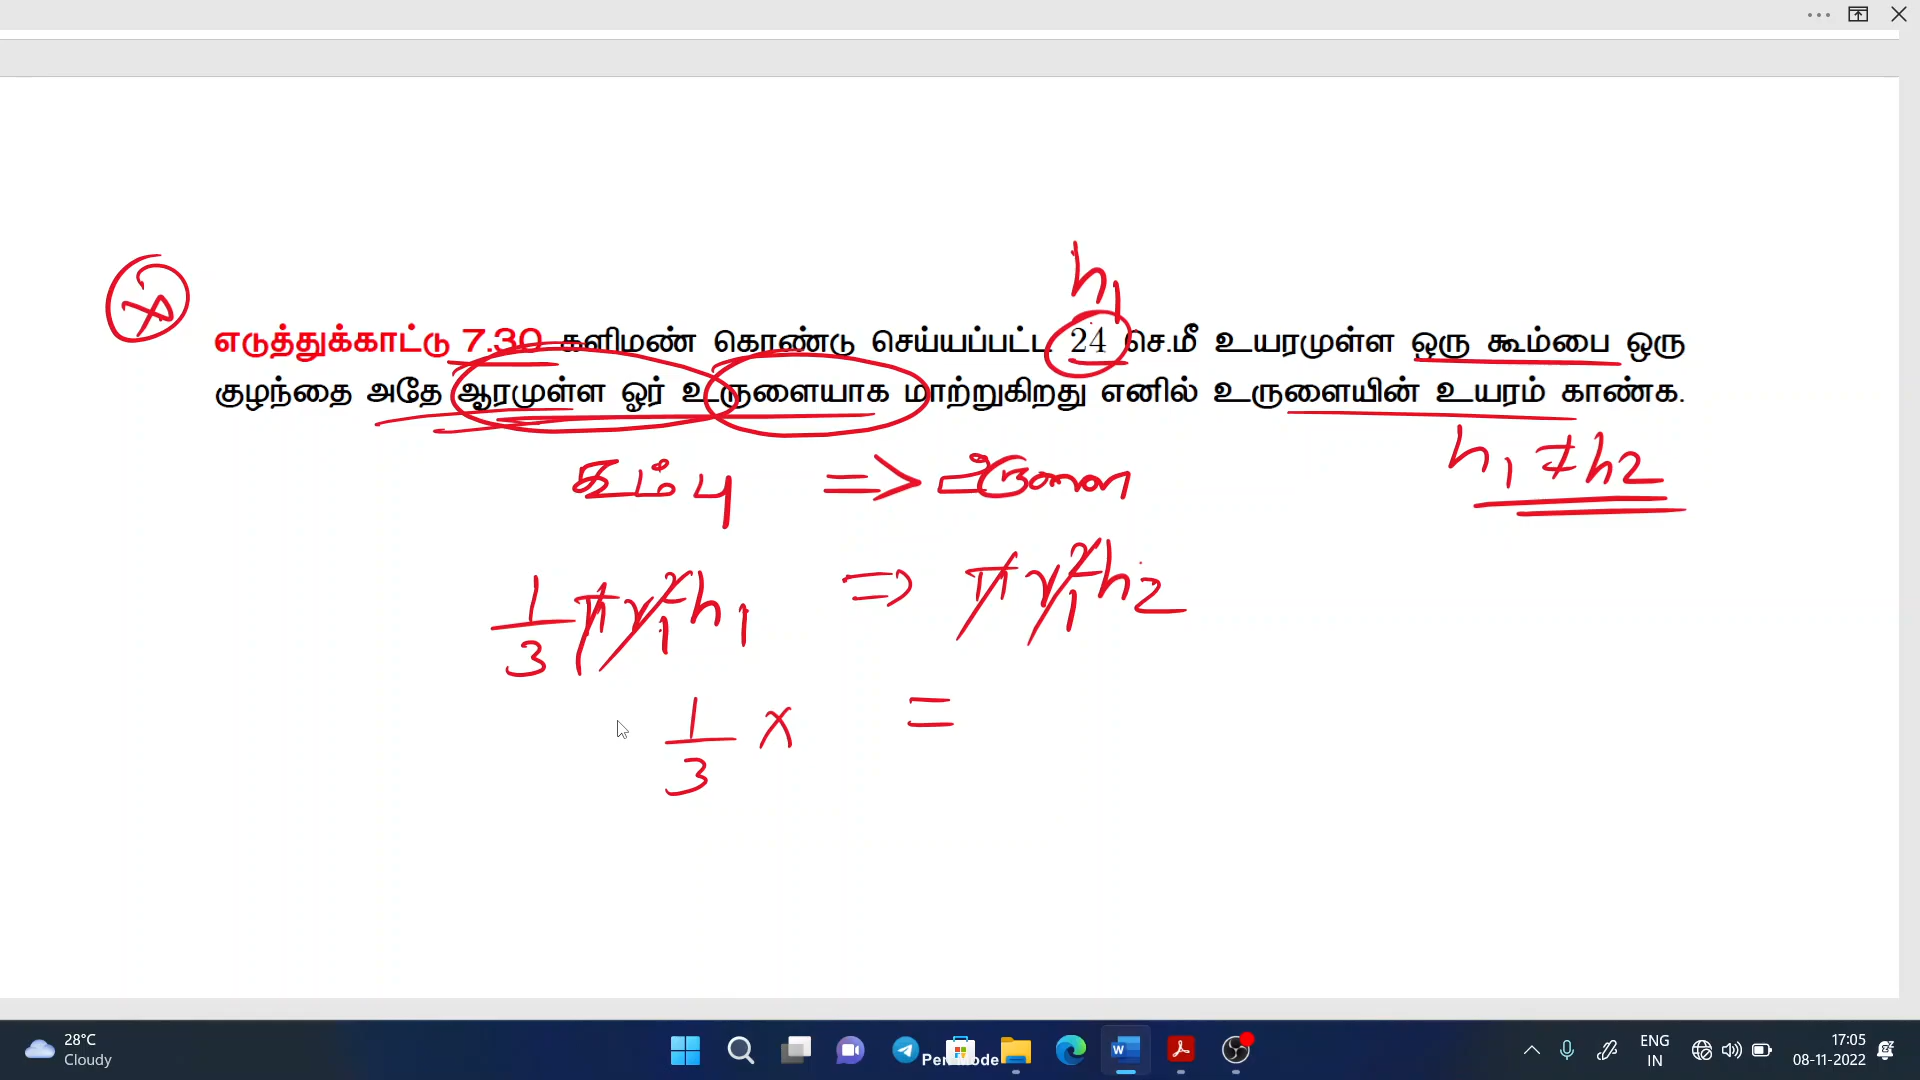 h1
எடுத்துக்காட்டு 7.30 களிமண் கொண்டு செய்யப்பட்ட 24 செ.மீ உயரமுள்ள ஒரு கூம்பை ஒரு
குழந்தை அதே ஆரமுள்ள ஓர் உருளையாக மாற்றுகிறது எனில் உருளையின் உயரம் காண்க.
h1 ≠ h2
கூம்பு => உருளை
1/3 πr1²h1 => πr1²h2
1/3 x =
28°C
Cloudy
Pen Mode
ENG
IN
17:05
08-11-2022